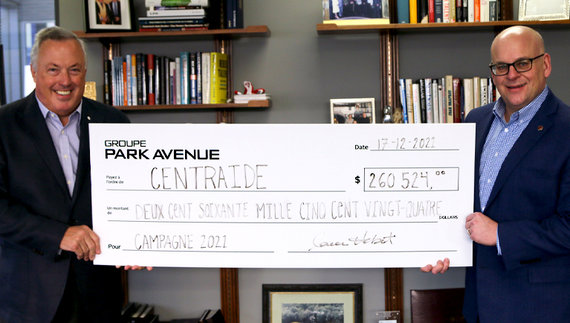 GROUPE
PARK AVENUE
Date 17-12-2021
Payez à
l'ordre de CENTRAIDE $ 260 524,00
Un montant
de DEUX CENT SOIXANTE MILLE CINQ CENT VINGT-QUATRE DOLLARS
Pour CAMPAGNE 2021